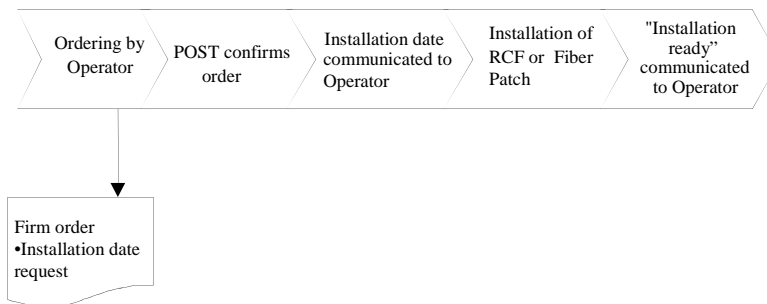 Ordering by
Operator
POST confirms
order
Installation date
communicated to
Operator
Installation of
RCF or Fiber
Patch
"Installation
ready”
communicated
to Operator
Firm order
•Installation date
request